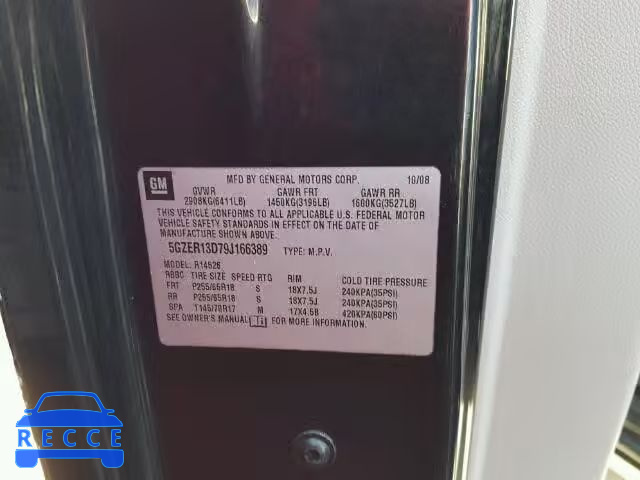 GM
MFD BY GENERAL MOTORS CORP. 10/08
GVWR GAWR FRT GAWR RR
2908KG(6411LB) 1450KG(3196LB) 1600KG(3527LB)
THIS VEHICLE CONFORMS TO ALL APPLICABLE U.S. FEDERAL MOTOR
VEHICLE SAFETY STANDARDS IN EFFECT ON THE DATE OF
MANUFACTURE SHOWN ABOVE.
5GZER13D79J166389 TYPE: M.P.V.
MODEL: R14526
RBBC TIRE SIZE SPEED RTG RIM COLD TIRE PRESSURE
FRT P255/65R18 S 18X7.5J 240KPA(35PSI)
RR P255/65R18 S 18X7.5J 240KPA(35PSI)
SPA T145/70R17 M 17X4.5B 420KPA(60PSI)
SEE OWNER'S MANUAL FOR MORE INFORMATION.
RECCE